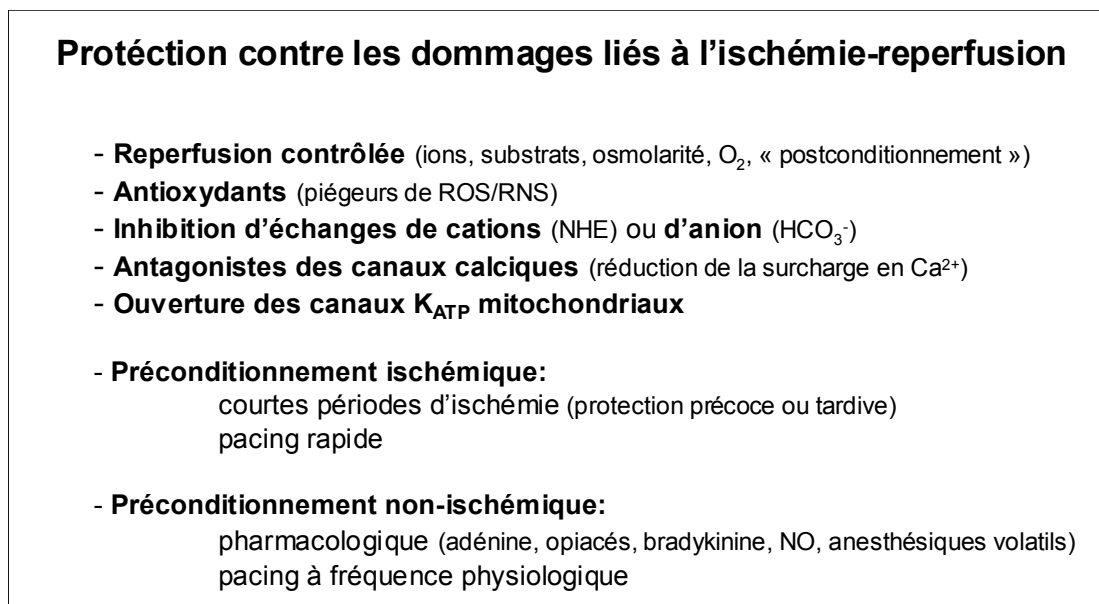 Protéction contre les dommages liés à l’ischémie-reperfusion
- Reperfusion contrôlée (ions, substrats, osmolarité, O₂, « postconditionnement »)
- Antioxydants (piégeurs de ROS/RNS)
- Inhibition d’échanges de cations (NHE) ou d’anion (HCO₃⁻)
- Antagonistes des canaux calciques (réduction de la surcharge en Ca²⁺)
- Ouverture des canaux K_ATP mitochondriaux
- Préconditionnement ischémique:
courtes périodes d’ischémie (protection précoce ou tardive)
pacing rapide
- Préconditionnement non-ischémique:
pharmacologique (adénine, opiacés, bradykinine, NO, anesthésiques volatils)
pacing à fréquence physiologique